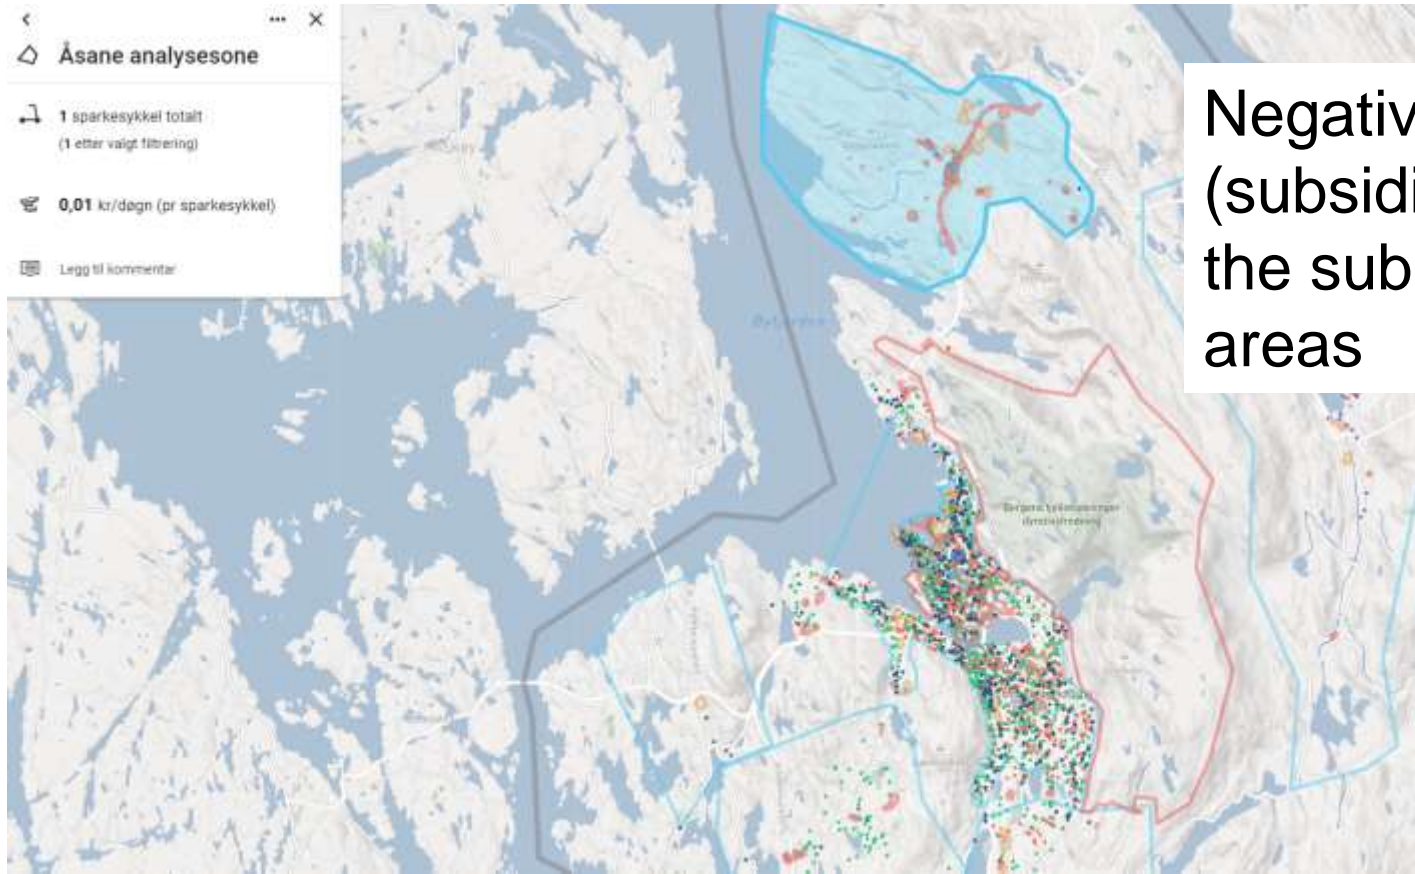 Åsane analysesone
1 sparkesykkel totalt
(1 etter valgt filtrering)
0,01 kr/døgn (pr sparkesykkel)
Legg til kommentar
Negativ
(subsidi
the sub
areas